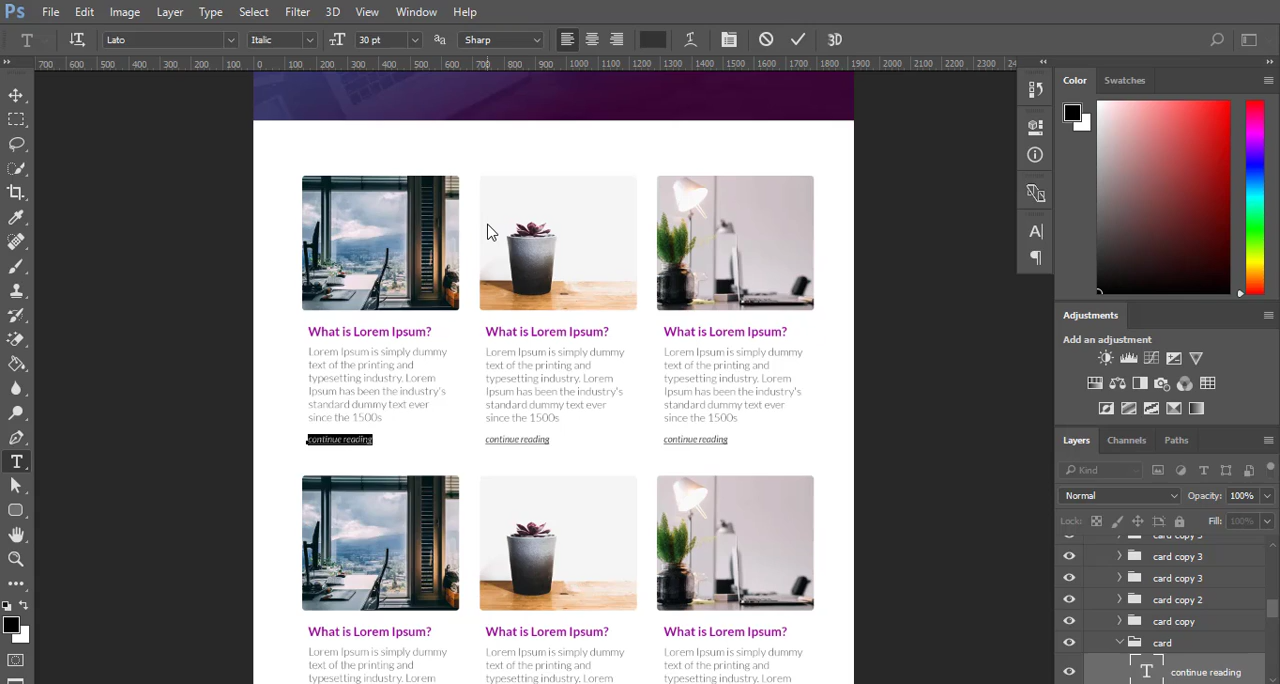 Ps File Edit Image Layer Type Select Filter 3D View Window Help
T Lato Italic 30 pt aa Sharp 3D
700 600 500 400 300 200 100 0 100 200 300 400 500 600 700 800 900 1000 1100 1200 1300 1400 1500 1600 1700 1800 1900 2000 2100 2200 2300 24
Color Swatches
Adjustments
Add an adjustment
Layers Channels Paths
Kind
Normal Opacity: 100%
Lock: Fill: 100%
card copy 3
card copy 3
card copy 2
card copy
card
T continue reading
What is Lorem Ipsum?
Lorem Ipsum is simply dummy
text of the printing and
typesetting industry. Lorem
Ipsum has been the industry's
standard dummy text ever
since the 1500s
continue reading
What is Lorem Ipsum?
Lorem Ipsum is simply dummy
text of the printing and
typesetting industry. Lorem
Ipsum has been the industry's
standard dummy text ever
since the 1500s
continue reading
What is Lorem Ipsum?
Lorem Ipsum is simply dummy
text of the printing and
typesetting industry. Lorem
Ipsum has been the industry's
standard dummy text ever
since the 1500s
continue reading
What is Lorem Ipsum?
Lorem Ipsum is simply dummy
text of the printing and
typesetting industry. Lorem
What is Lorem Ipsum?
Lorem Ipsum is simply dummy
text of the printing and
typesetting industry. Lorem
What is Lorem Ipsum?
Lorem Ipsum is simply dummy
text of the printing and
typesetting industry. Lorem